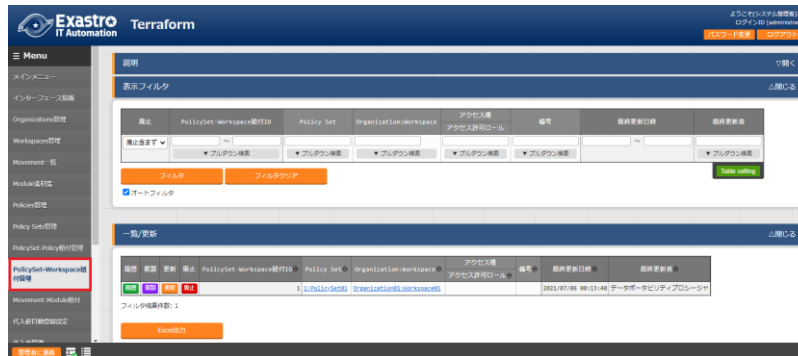 Exastro
IT Automation
Terraform
ようこそ[システム管理者]
ログインID [administra
パスワード変更
ログアウト
Menu
メインメニュー
インターフェース情報
Organizations管理
Workspaces管理
Movement一覧
Module素材集
Policies管理
Policy Sets管理
PolicySet-Policy紐付管理
PolicySet-Workspace紐
付管理
Movement-Module紐付
代入値自動登録設定
説明
▽開く
表示フィルタ
△閉じる
廃止
PolicySet-Workspace紐付ID
Policy Set
Organization:Workspace
アクセス権
アクセス許可ロール
備考
最終更新日時
最終更新者
廃止含まず
~
~
▼ プルダウン検索
▼ プルダウン検索
▼ プルダウン検索
▼ プルダウン検索
▼ プルダウン検索
▼ プルダウン検索
フィルタ
フィルタクリア
Table setting
オートフィルタ
一覧/更新
△閉じる
履歴
複製
更新
廃止
PolicySet-Workspace紐付ID
Policy Set
Organization:Workspace
アクセス権
アクセス許可ロール
備考
最終更新日時
最終更新者
履歴
複製
更新
廃止
1
1:PolicySet01
Organization01:Workspace01
2021/07/06 00:13:40
データポータビリティプロシージャ
フィルタ結果件数: 1
Excel出力
管理者に連絡